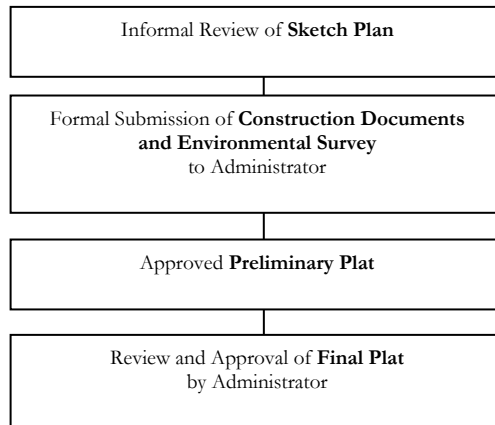 Informal Review of Sketch Plan
Formal Submission of Construction Documents
and Environmental Survey
to Administrator
Approved Preliminary Plat
Review and Approval of Final Plat
by Administrator